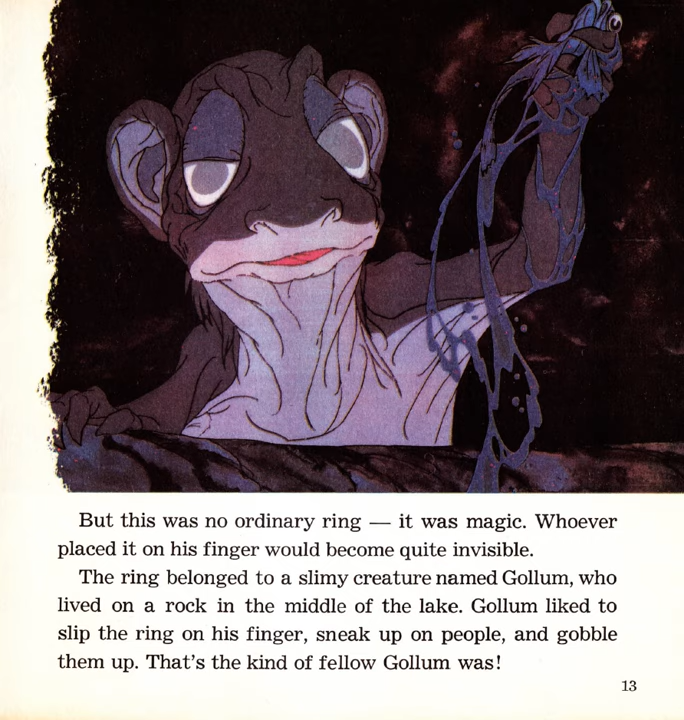 But this was no ordinary ring — it was magic. Whoever
placed it on his finger would become quite invisible.
The ring belonged to a slimy creature named Gollum, who
lived on a rock in the middle of the lake. Gollum liked to
slip the ring on his finger, sneak up on people, and gobble
them up. That's the kind of fellow Gollum was!
13